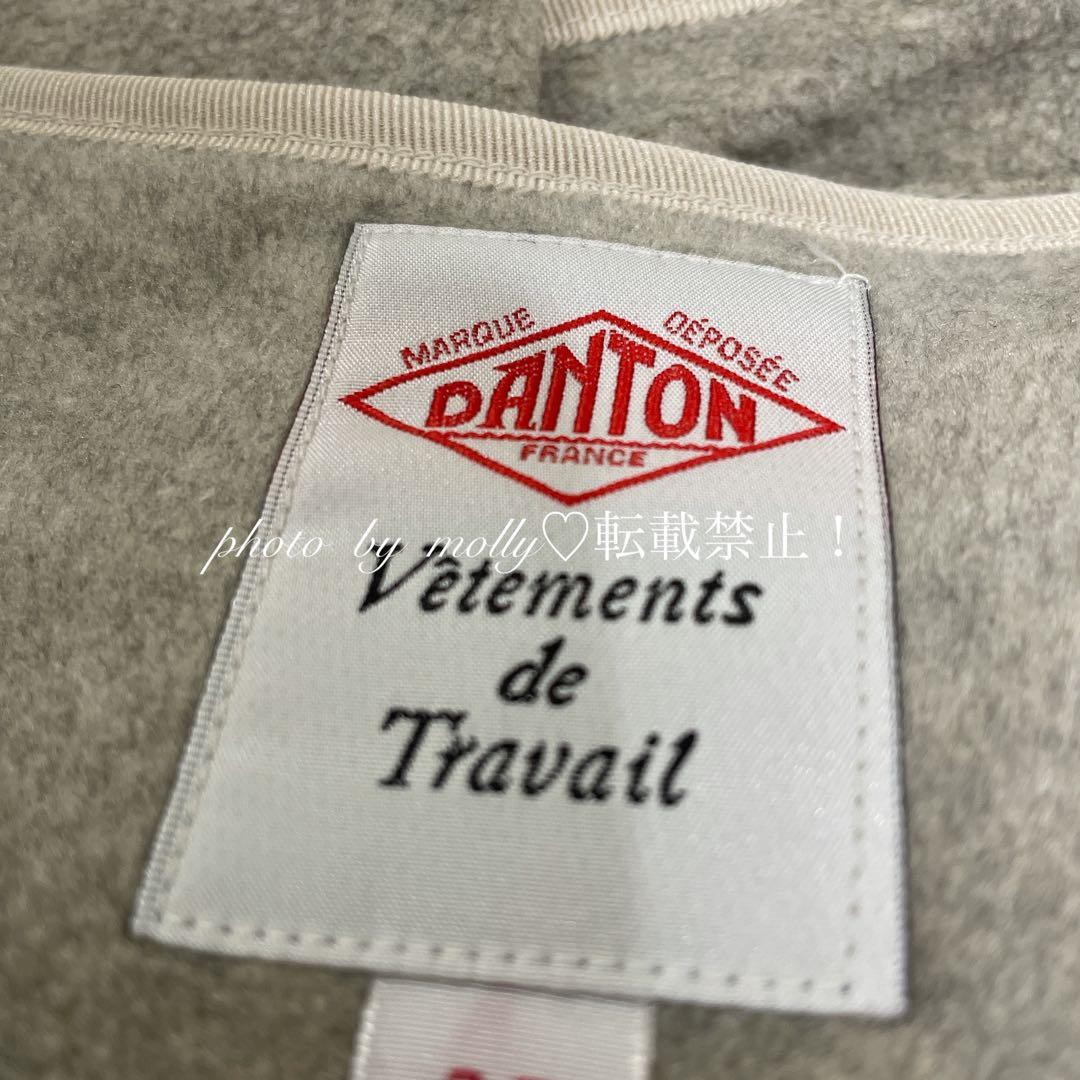 MARQUE DÉPOSÉE
DANTON
FRANCE
photo by molly♡転載禁止！
Vêtements
de
Travail